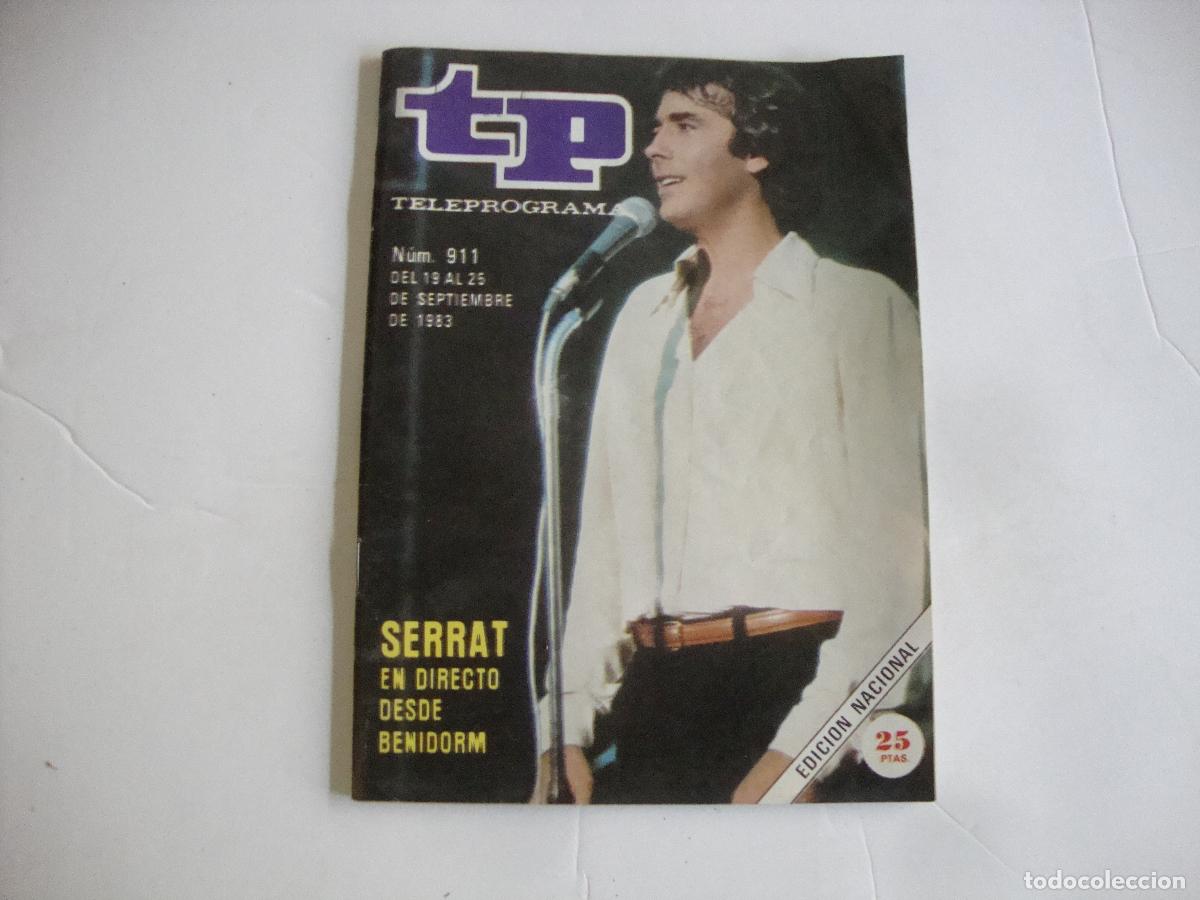 tp
TELEPROGRAMA
Núm. 911
DEL 19 AL 25
DE SEPTIEMBRE
DE 1983
SERRAT
EN DIRECTO
DESDE
BENIDORM
EDICION NACIONAL
25
PTAS.
todocoleccion